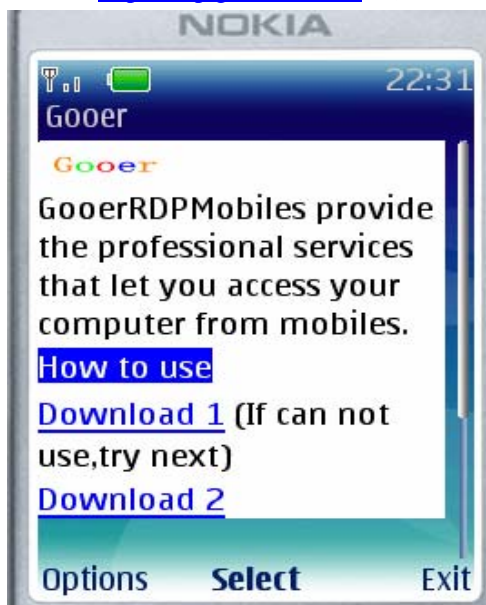 NOKIA
22:31
Gooer
Gooer
GooerRDPMobiles provide
the professional services
that let you access your
computer from mobiles.
How to use
Download 1 (If can not
use,try next)
Download 2
Options Select Exit